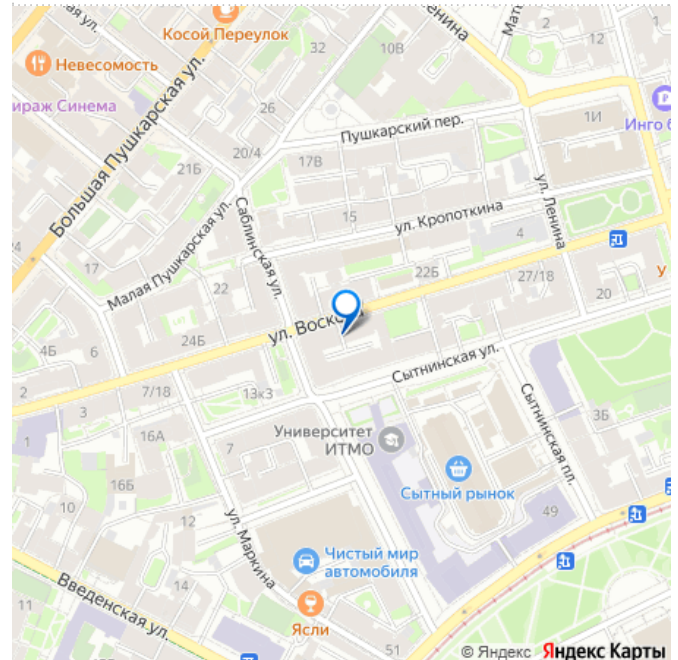 Косой Переулок
Невесомость
ираж Синема
Большая Пушкарская ул.
32
10В
2
12
26
1И
Инго б
Пушкарский пер.
20/4
17В
21Б
ул. Ленина
15
ул. Кропоткина
4
Саблинская ул.
Малая Пушкарская ул.
17
22
22Б
27/18
У
20
ул. Воск
24Б
4Б
6
2
7/18
13к3
Сытнинская ул.
3
1
16А
7
Университет
ИТМО
Сытнинская пл.
3Б
16Б
Сытный рынок
10
12
49
ул. Маркина
Чистый мир
автомобиля
14
Введенская ул.
11
Ясли
51
© Яндекс Яндекс Карты